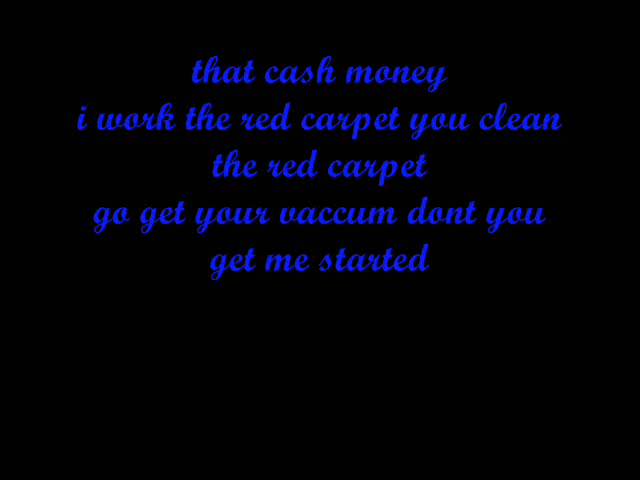 that cash money
i work the red carpet you clean
the red carpet
go get your vaccum dont you
get me started